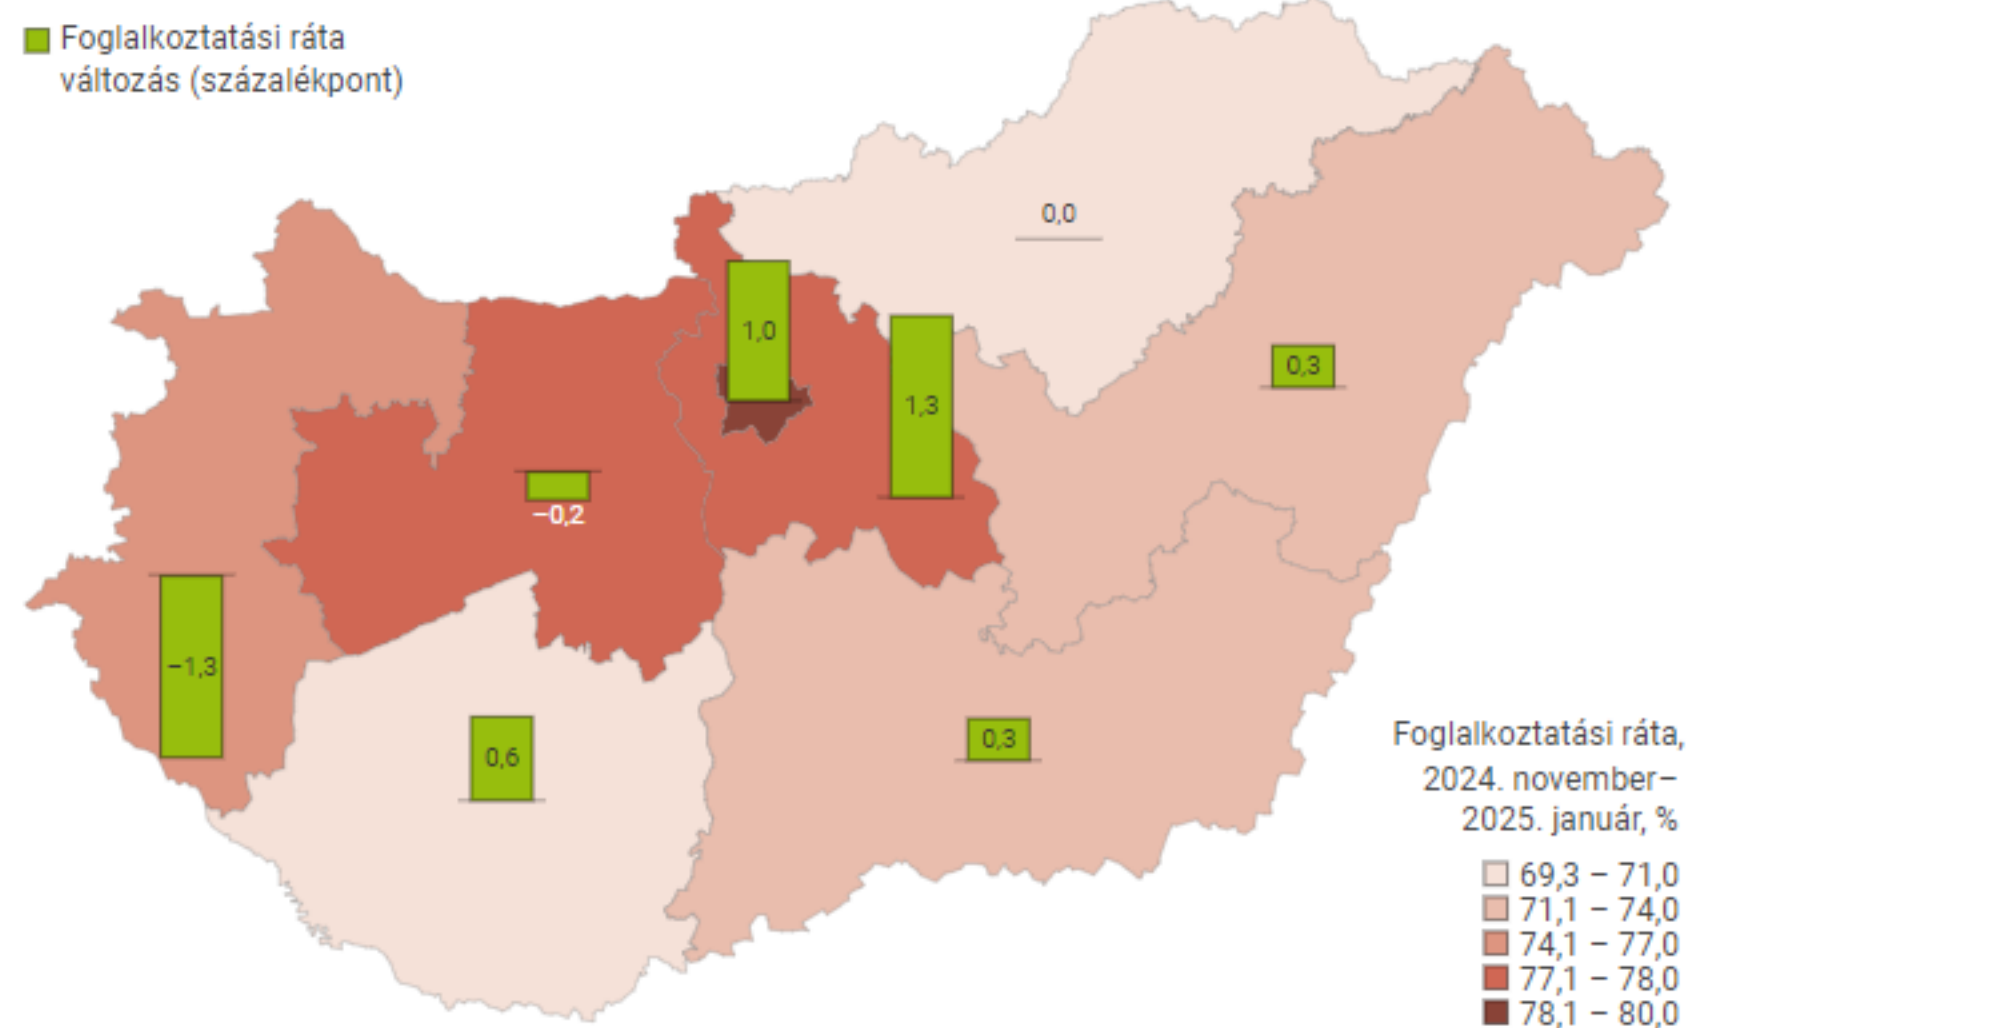 Foglalkoztatási ráta
változás (százalékpont)
0,0
1,0
1,3
0,3
−0,2
−1,3
0,6
0,3
Foglalkoztatási ráta,
2024. november–
2025. január, %
69,3 – 71,0
71,1 – 74,0
74,1 – 77,0
77,1 – 78,0
78,1 – 80,0